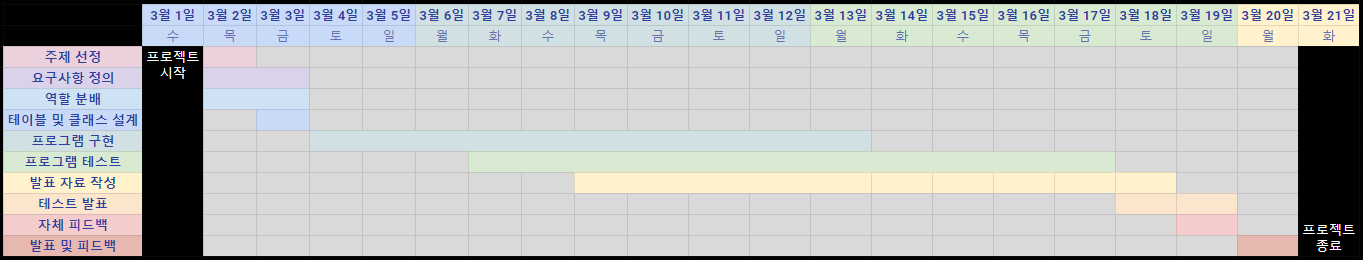 3월 1일 3월 2일 3월 3일 3월 4일 3월 5일 3월 6일 3월 7일 3월 8일 3월 9일 3월 10일 3월 11일 3월 12일 3월 13일 3월 14일 3월 15일 3월 16일 3월 17일 3월 18일 3월 19일 3월 20일 3월 21일
수 목 금 토 일 월 화 수 목 금 토 일 월 화 수 목 금 토 일 월 화
주제 선정 프로젝트
시작
요구사항 정의
역할 분배
테이블 및 클래스 설계
프로그램 구현
프로그램 테스트
발표 자료 작성
테스트 발표
자체 피드백
발표 및 피드백
프로젝트
종료